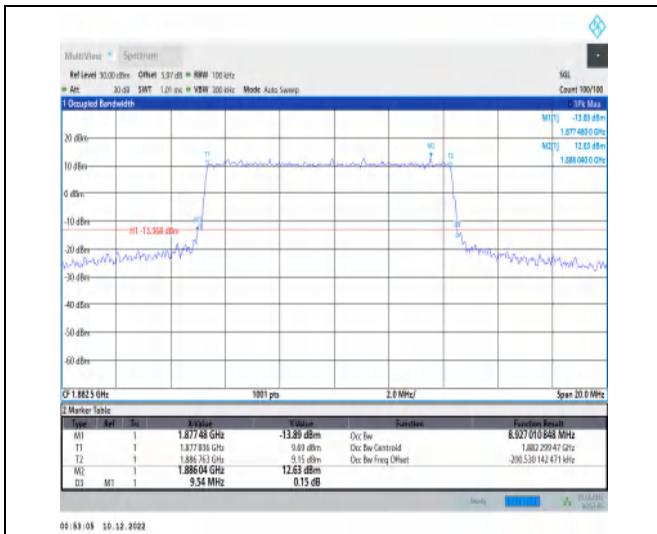 MultiView Spectrum
Ref Level 30.00 dBm Offset 5.37 dB RBW 100 kHz SGL
Att 30 dB SWT 1.01 ms VBW 300 kHz Mode Auto Sweep Count 100/100
1 Occupied Bandwidth 1Pk Max
M1[1] -13.89 dBm
1.877 480 0 GHz
20 dBm M2[1] 12.63 dBm
1.886 040 0 GHz
T1 M2 T2
10 dBm
0 dBm
-10 dBm
H1 -13.368 dBm
-20 dBm
-30 dBm
-40 dBm
-50 dBm
-60 dBm
CF 1.882 5 GHz 1001 pts 2.0 MHz/ Span 20.0 MHz
2 Marker Table
Type Ref Trc X-Value Y-Value Function Function Result
M1 1 1.877 48 GHz -13.89 dBm Occ Bw 8.927 010 848 MHz
T1 1 1.877 836 GHz 9.69 dBm Occ Bw Centroid 1.882 299 47 GHz
T2 1 1.886 763 GHz 9.15 dBm Occ Bw Freq Offset -200.530 142 471 kHz
M2 1 1.886 04 GHz 12.63 dBm
D3 M1 1 9.54 MHz 0.15 dB
Ready
00:53:05 10.12.2022